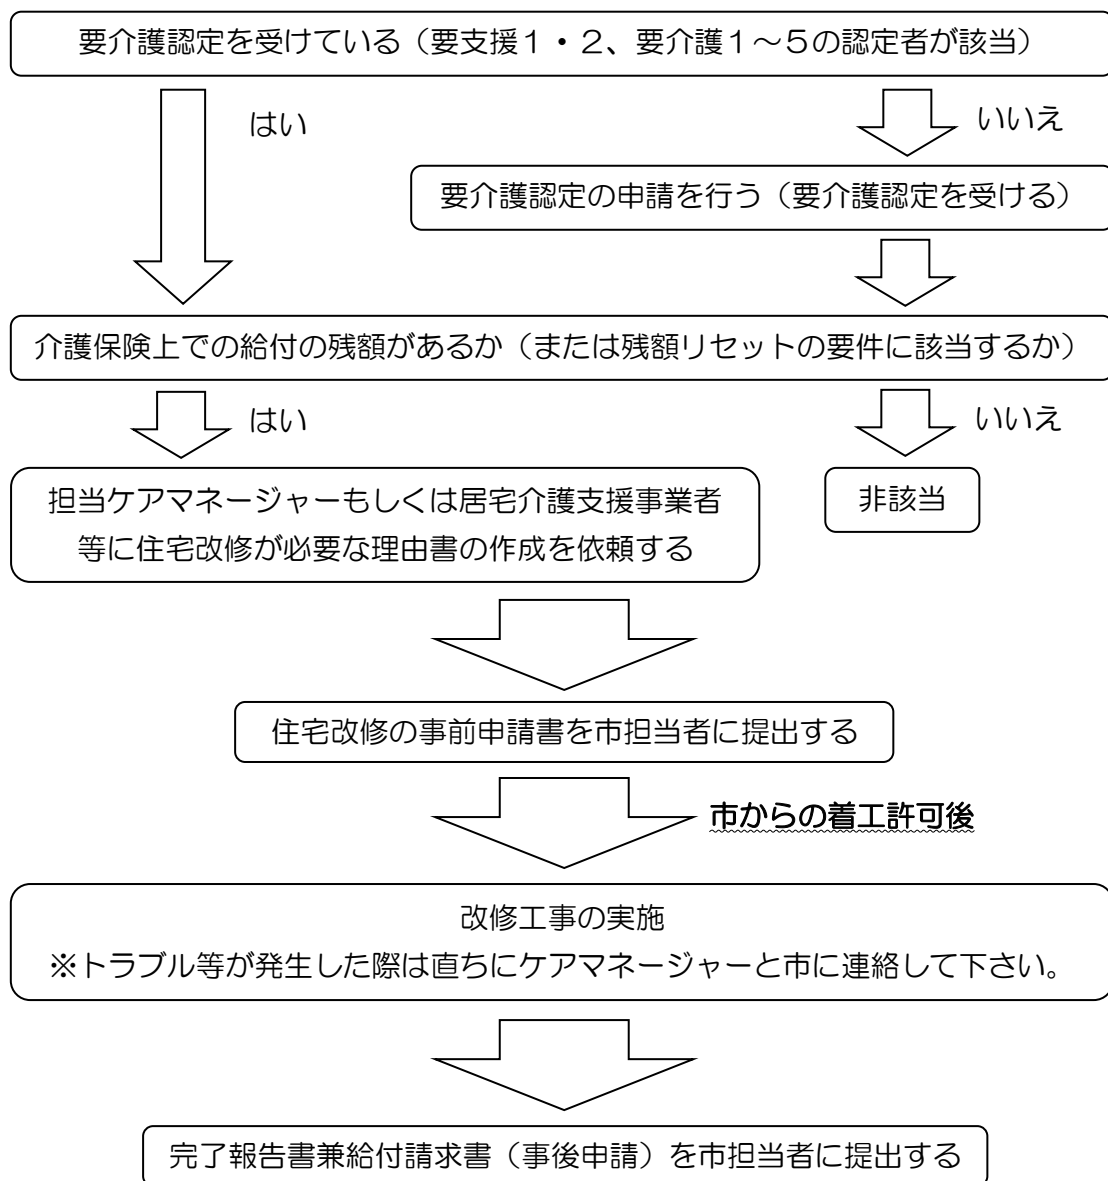 要介護認定を受けている（要支援１・２、要介護１～５の認定者が該当）
はい
いいえ
要介護認定の申請を行う（要介護認定を受ける）
介護保険上での給付の残額があるか（または残額リセットの要件に該当するか）
はい
いいえ
担当ケアマネージャーもしくは居宅介護支援事業者
等に住宅改修が必要な理由書の作成を依頼する
非該当
住宅改修の事前申請書を市担当者に提出する
市からの着工許可後
改修工事の実施
※トラブル等が発生した際は直ちにケアマネージャーと市に連絡して下さい。
完了報告書兼給付請求書（事後申請）を市担当者に提出する